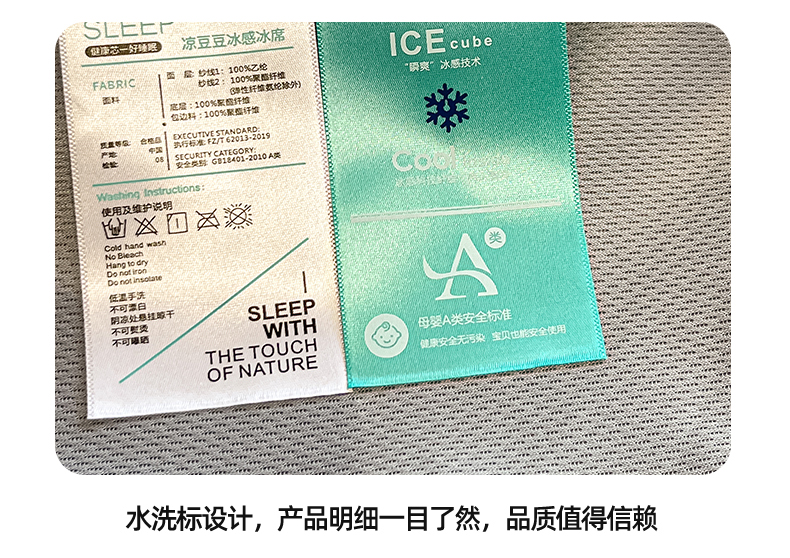 SLEEP
健康芯一好睡眠
凉豆豆冰感冰席
FABRIC
面料
面 层: 纱线1: 100%乙纶
纱线2: 100%聚酯纤维
(弹性纤维氨纶除外)
底层: 100%聚酯纤维
包边料: 100%聚酯纤维
质量等级: 合格品
产地: 中国
检验: 08
EXECUTIVE STANDARD:
执行标准: FZ/T 62013-2019
SECURITY CATEGORY:
安全类别: GB18401-2010 A类
Washing Instructions:
使用及维护说明
Cold hand wash
No Bleach
Hang to dry
Do not iron
Do not insolate
低温手洗
不可漂白
阴凉处悬挂晾干
不可熨烫
不可曝晒
SLEEP
WITH
THE TOUCH
OF NATURE
ICE cube
“瞬爽”冰感技术
Cool
A类
母婴A类安全标准
健康安全无污染 宝贝也能安全使用
水洗标设计，产品明细一目了然，品质值得信赖